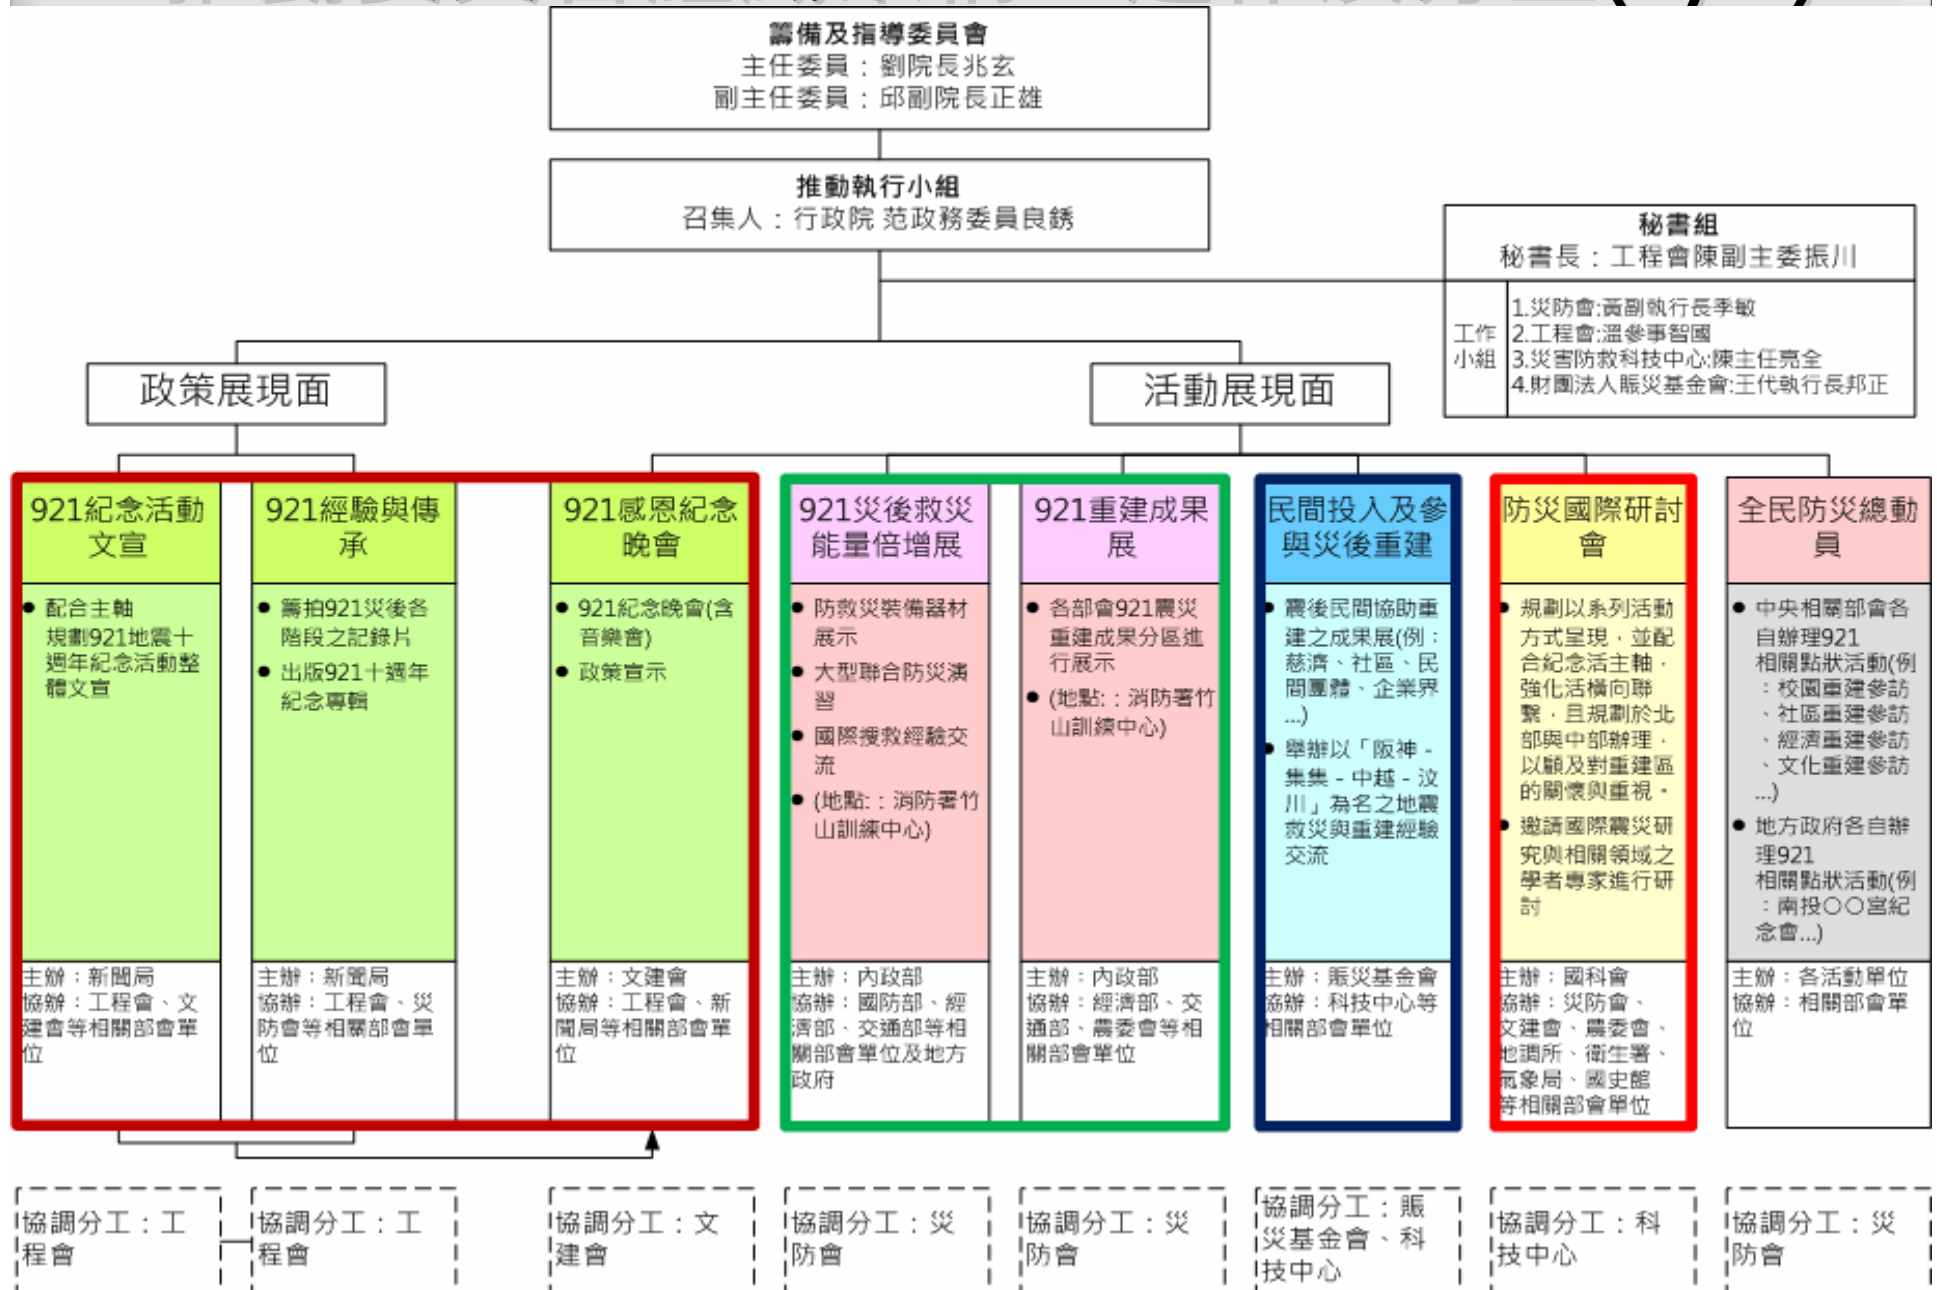 籌備及指導委員會
主任委員：劉院長兆玄
副主任委員：邱副院長正雄
推動執行小組
召集人：行政院 范政務委員良銹
秘書組
秘書長：工程會陳副主委振川
工作
小組
1.災防會:黃副執行長季敏
2.工程會:溫參事智國
3.災害防救科技中心:陳主任亮全
4.財團法人賑災基金會:王代執行長邦正
政策展現面
活動展現面
921紀念活動
文宣
● 配合主軸
規劃921地震十
週年紀念活動整
體文宣
主辦：新聞局
協辦：工程會、文
建會等相關部會單
位
921經驗與傳
承
● 籌拍921災後各
階段之記錄片
● 出版921十週年
紀念專輯
主辦：新聞局
協辦：工程會、災
防會等相關部會單
位
921感恩紀念
晚會
● 921紀念晚會(含
音樂會)
● 政策宣示
主辦：文建會
協辦：工程會、新
聞局等相關部會單
位
921災後救災
能量倍增展
● 防救災裝備器材
展示
● 大型聯合防災演
習
● 國際搜救經驗交
流
● (地點:：消防署竹
山訓練中心)
主辦：內政部
協辦：國防部、經
濟部、交通部等相
關部會單位及地方
政府
921重建成果
展
● 各部會921震災
重建成果分區進
行展示
● (地點:：消防署竹
山訓練中心)
主辦：內政部
協辦：經濟部、交
通部、農委會等相
關部會單位
民間投入及參
與災後重建
● 震後民間協助重
建之成果展(例：
慈濟、社區、民
間團體、企業界
...)
● 舉辦以「阪神-
集集-中越-汶
川」為名之地震
救災與重建經驗
交流
主辦：賑災基金會
協辦：科技中心等
相關部會單位
防災國際研討
會
● 規劃以系列活動
方式呈現，並配
合紀念活主軸，
強化活橫向聯
繫，且規劃於北
部與中部辦理，
以顧及對重建區
的關懷與重視。
● 邀請國際震災研
究與相關領域之
學者專家進行研
討
主辦：國科會
協辦：災防會、
文建會、農委會、
地調所、衛生署、
氣象局、國史館
等相關部會單位
全民防災總動
員
● 中央相關部會各
自辦理921
相關點狀活動(例
：校園重建參訪
、社區重建參訪
、經濟重建參訪
、文化重建參訪
...)
● 地方政府各自辦
理921
相關點狀活動(例
：南投〇〇宮紀
念會...)
主辦：各活動單位
協辦：相關部會單
位
協調分工：工
程會
協調分工：工
程會
協調分工：文
建會
協調分工：災
防會
協調分工：災
防會
協調分工：賑
災基金會、科
技中心
協調分工：科
技中心
協調分工：災
防會